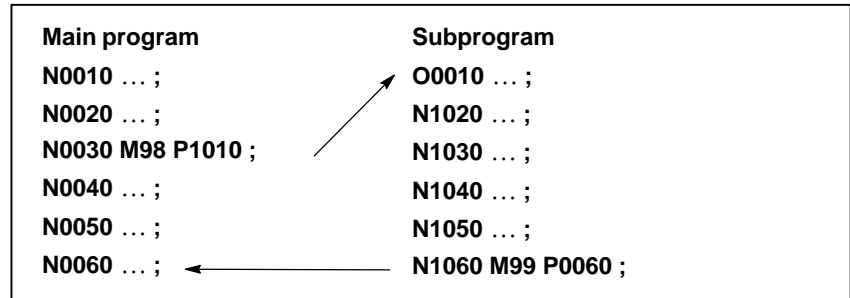 Main program
N0010 … ;
N0020 … ;
N0030 M98 P1010 ;
N0040 … ;
N0050 … ;
N0060 … ;
Subprogram
O0010 … ;
N1020 … ;
N1030 … ;
N1040 … ;
N1050 … ;
N1060 M99 P0060 ;